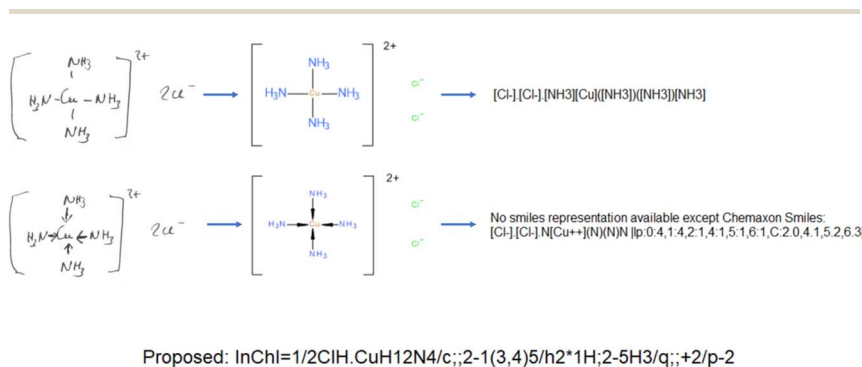 NH3
2+
H3N-Cu-NH3
NH3
2Cl⁻
2+
NH3
H3N Cu NH3
NH3
Cl⁻
Cl⁻
[Cl-].[Cl-].[NH3][Cu]([NH3])([NH3])[NH3]
NH3
2+
H3N→Cu←NH3
NH3
2Cl⁻
2+
NH3
H3N Cu NH3
NH3
Cl⁻
Cl⁻
No smiles representation available except Chemaxon Smiles:
[Cl-].[Cl-].N[Cu++](N)(N)N |lp:0:4,1:4,2:1,4:1,5:1,6:1,C:2.0,4.1,5.2,6.3|
Proposed: InChI=1/2ClH.CuH12N4/c;;2-1(3,4)5/h2*1H;2-5H3/q;;+2/p-2